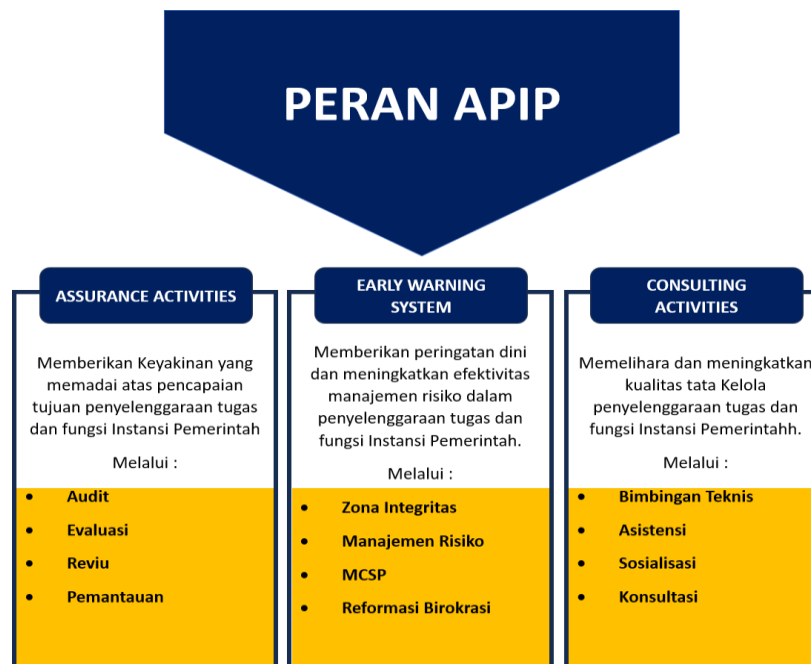 PERAN APIP
ASSURANCE ACTIVITIES
Memberikan Keyakinan yang
memadai atas pencapaian
tujuan penyelenggaraan tugas
dan fungsi Instansi Pemerintah
Melalui :
• Audit
• Evaluasi
• Reviu
• Pemantauan
EARLY WARNING
SYSTEM
Memberikan peringatan dini
dan meningkatkan efektivitas
manajemen risiko dalam
penyelenggaraan tugas dan
fungsi Instansi Pemerintah.
Melalui :
• Zona Integritas
• Manajemen Risiko
• MCSP
• Reformasi Birokrasi
CONSULTING
ACTIVITIES
Memelihara dan meningkatkan
kualitas tata Kelola
penyelenggaraan tugas dan
fungsi Instansi Pemerintahh.
Melalui :
• Bimbingan Teknis
• Asistensi
• Sosialisasi
• Konsultasi